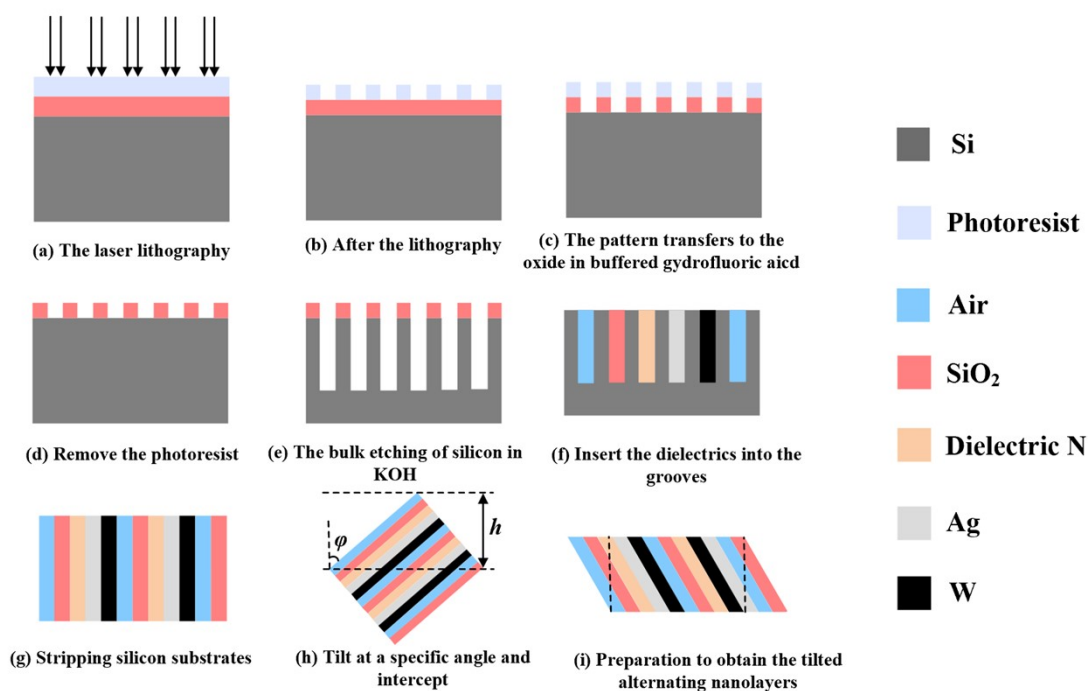 (a) The laser lithography
(b) After the lithography
(c) The pattern transfers to the
oxide in buffered gydrofluoric aicd
(d) Remove the photoresist
(e) The bulk etching of silicon in
KOH
(f) Insert the dielectrics into the
grooves
φ
h
(g) Stripping silicon substrates
(h) Tilt at a specific angle and
intercept
(i) Preparation to obtain the tilted
alternating nanolayers
Si
Photoresist
Air
SiO₂
Dielectric N
Ag
W